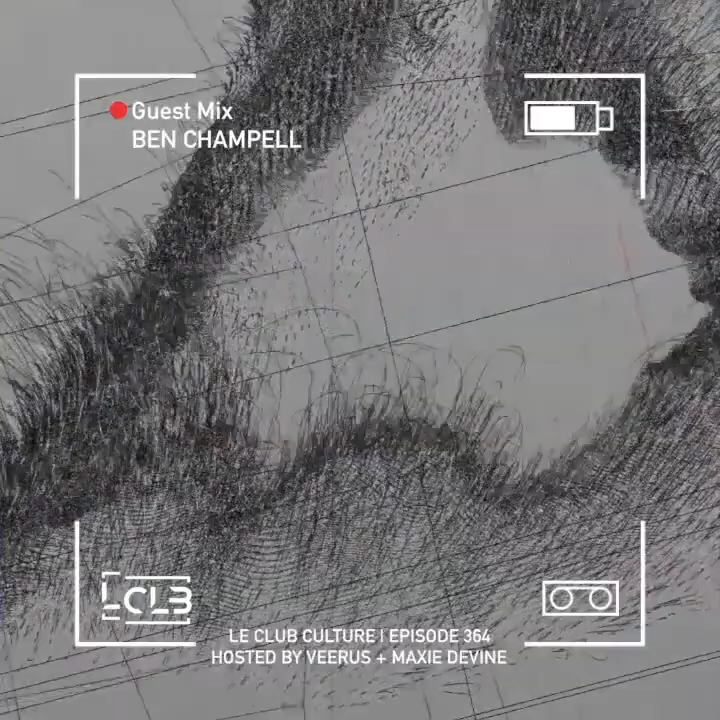 Guest Mix
BEN CHAMPELL
LCLB
LE CLUB CULTURE | EPISODE 364
HOSTED BY VEERUS + MAXIE DEVINE